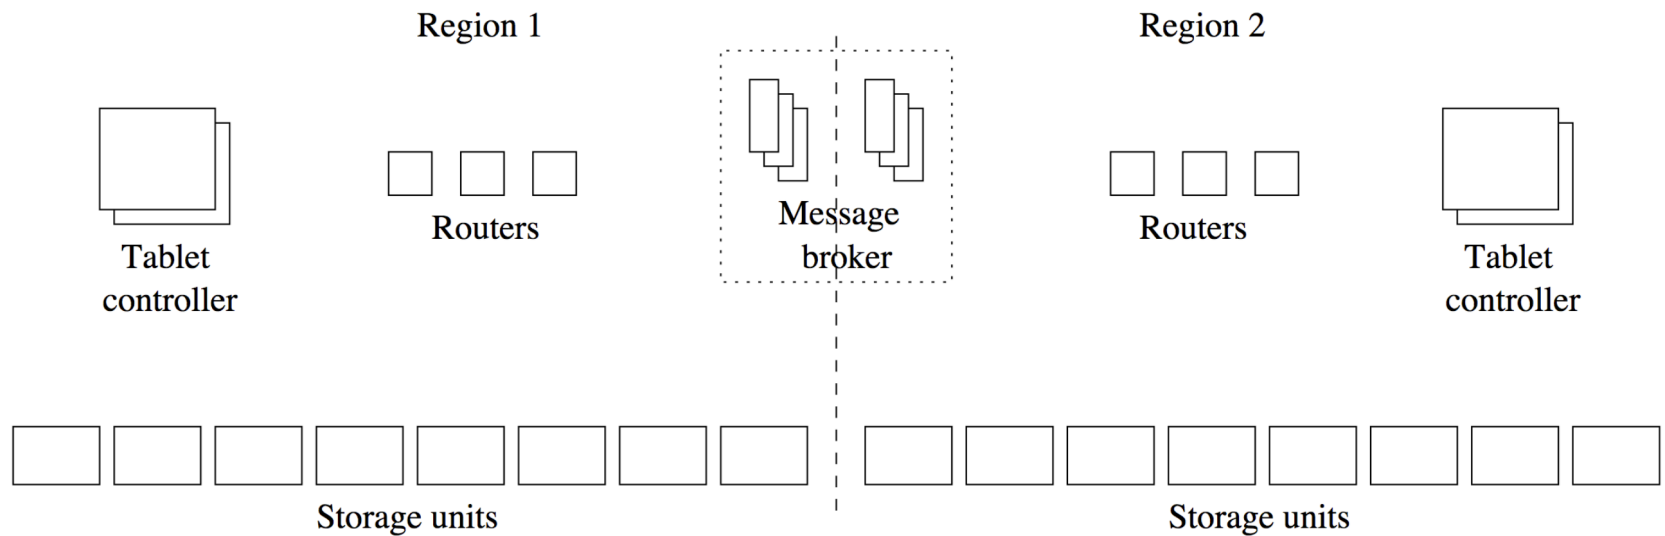 Region 1
Region 2
Tablet
controller
Routers
Message
broker
Routers
Tablet
controller
Storage units
Storage units